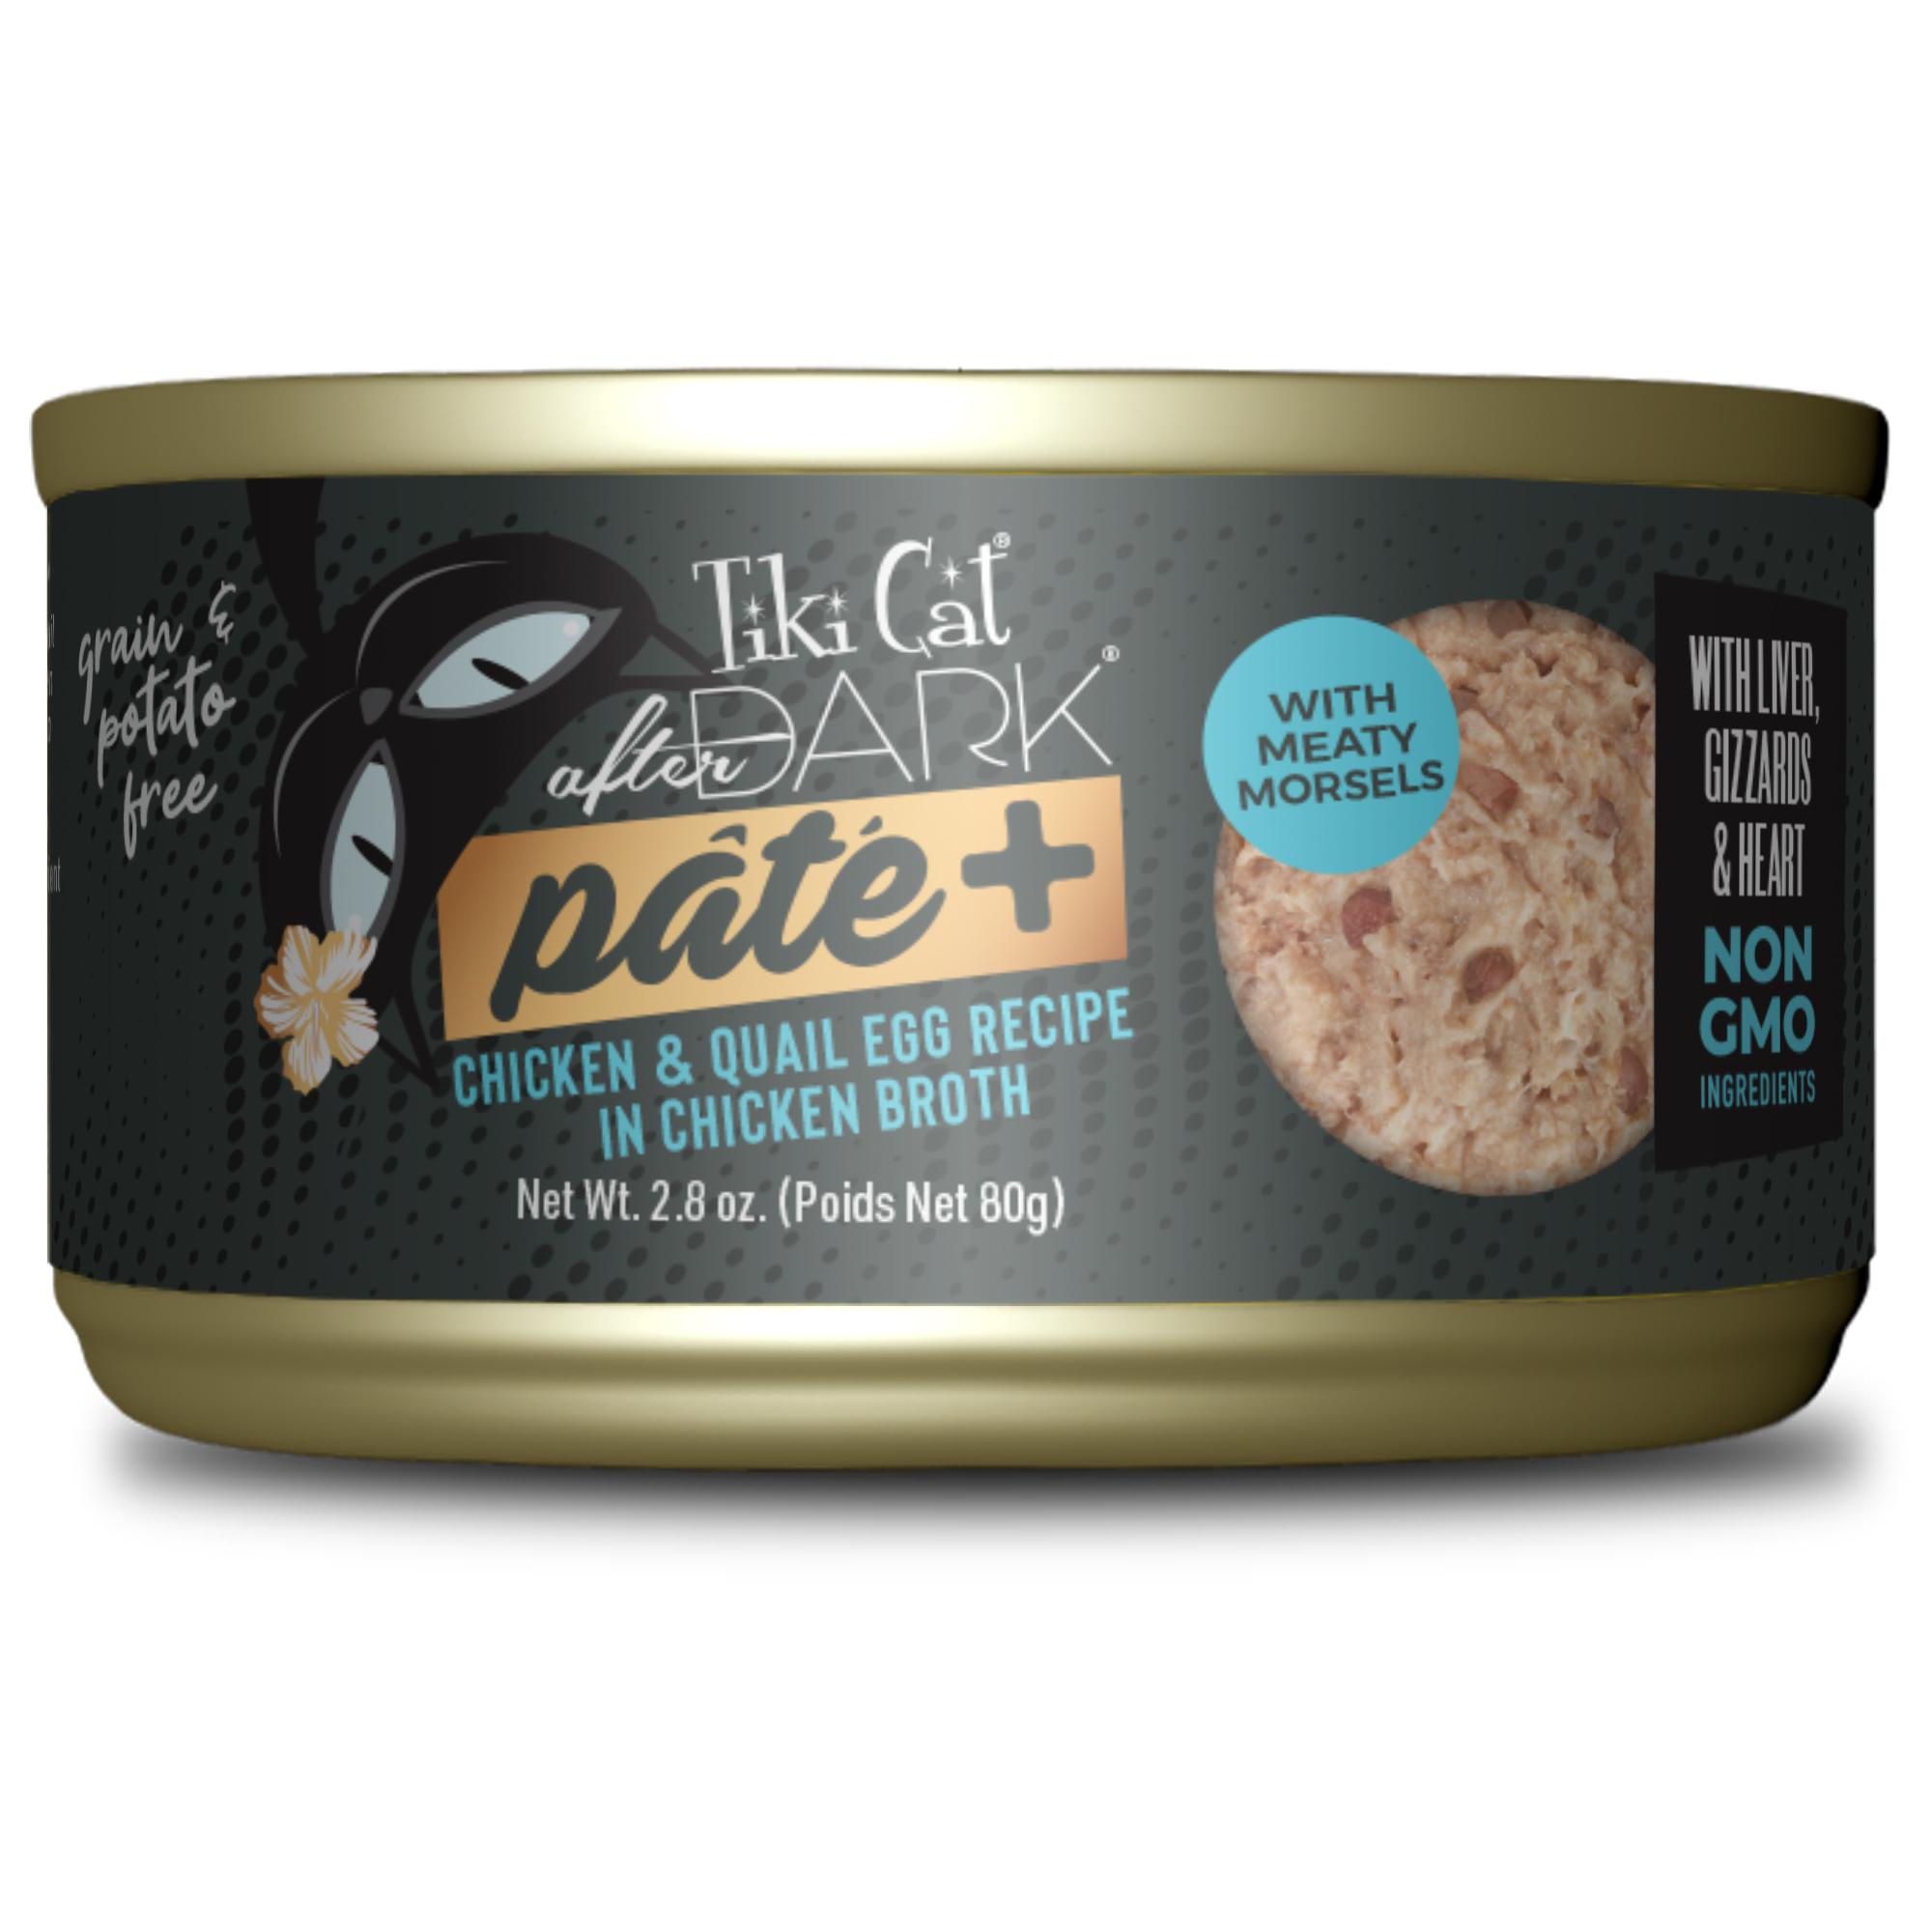 grain &
potato
free
Tiki Cat®
after DARK®
pâté+
CHICKEN & QUAIL EGG RECIPE
IN CHICKEN BROTH
Net Wt. 2.8 oz. (Poids Net 80g)
WITH
MEATY
MORSELS
WITH LIVER,
GIZZARDS
& HEART
NON
GMO
INGREDIENTS